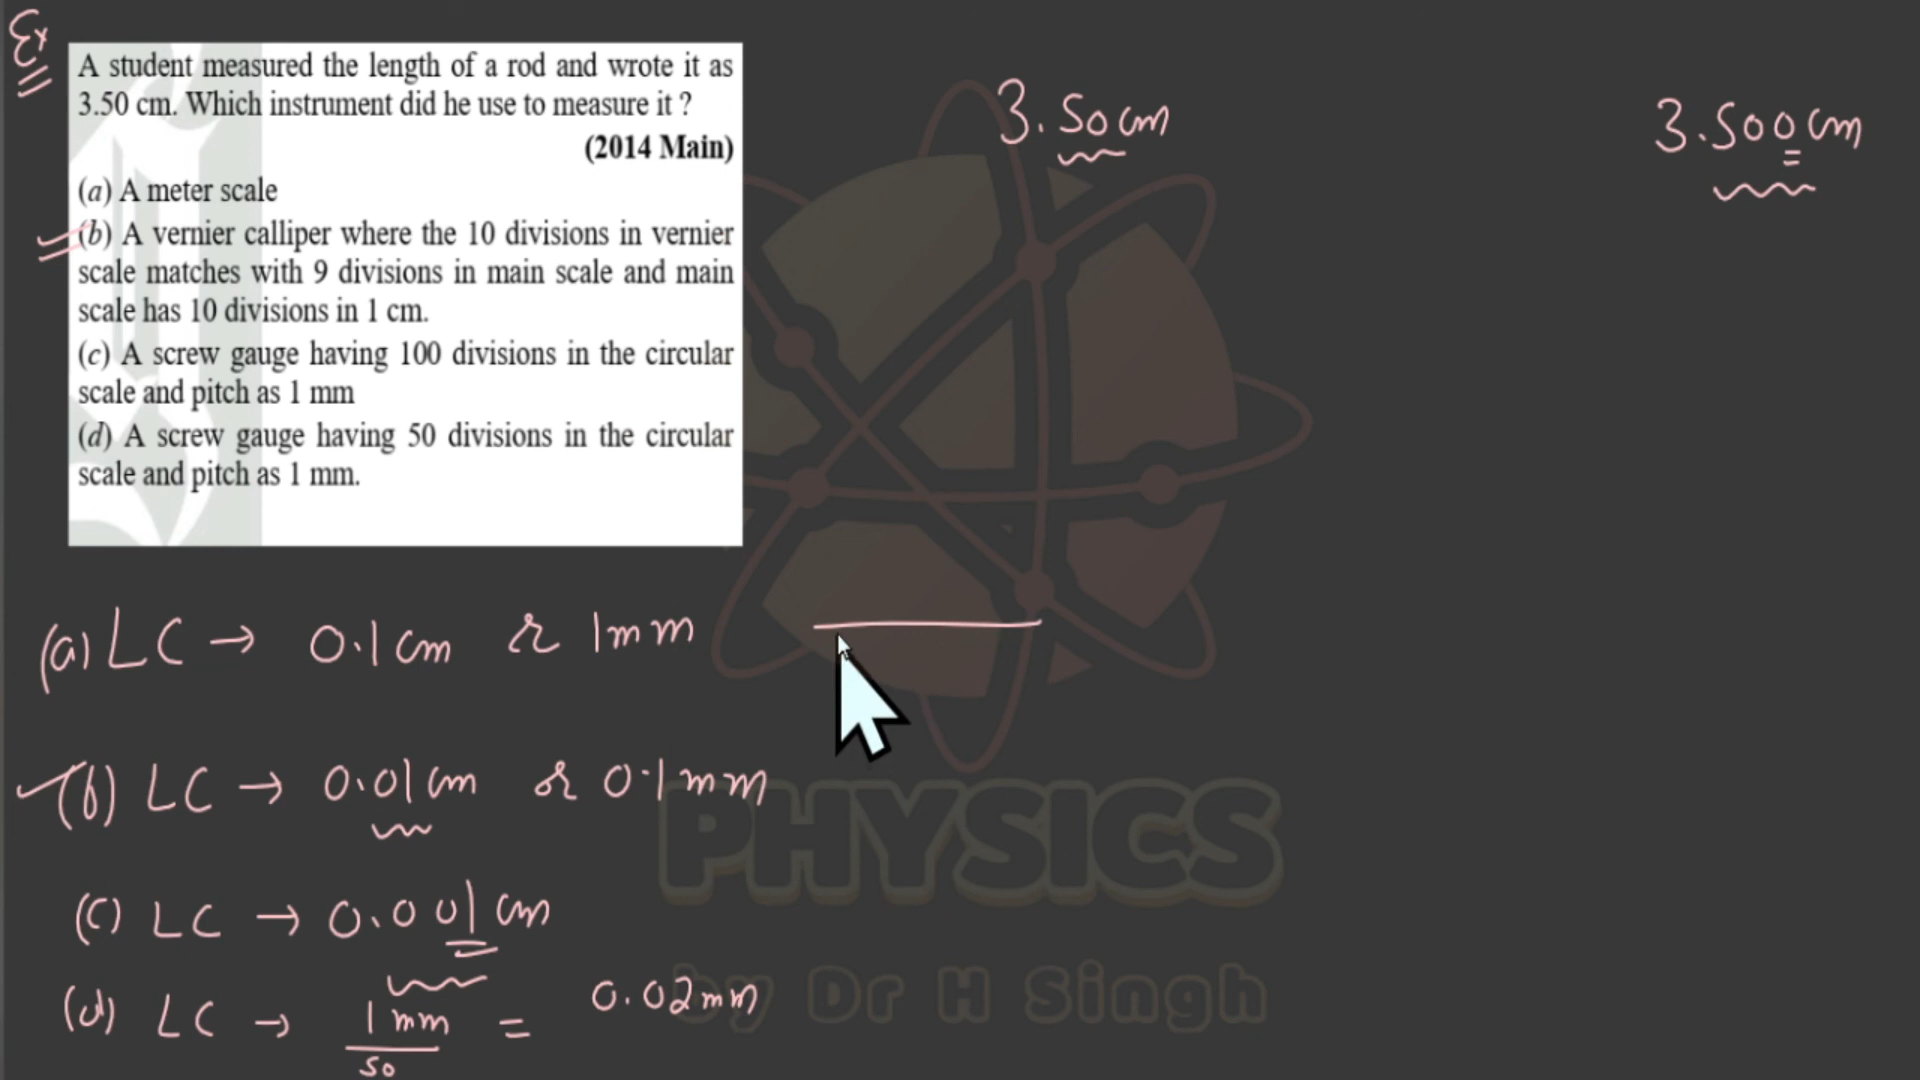 Ex
A student measured the length of a rod and wrote it as
3.50 cm. Which instrument did he use to measure it ?
(2014 Main)
(a) A meter scale
(b) A vernier calliper where the 10 divisions in vernier
scale matches with 9 divisions in main scale and main
scale has 10 divisions in 1 cm.
(c) A screw gauge having 100 divisions in the circular
scale and pitch as 1 mm
(d) A screw gauge having 50 divisions in the circular
scale and pitch as 1 mm.
3.50 cm
3.500 cm
(a) LC → 0.1 cm or 1 mm
(b) LC → 0.01 cm or 0.1 mm
(c) LC → 0.001 cm
(d) LC → 1 mm = 0.02 mm
50
PHYSICS
by Dr H Singh